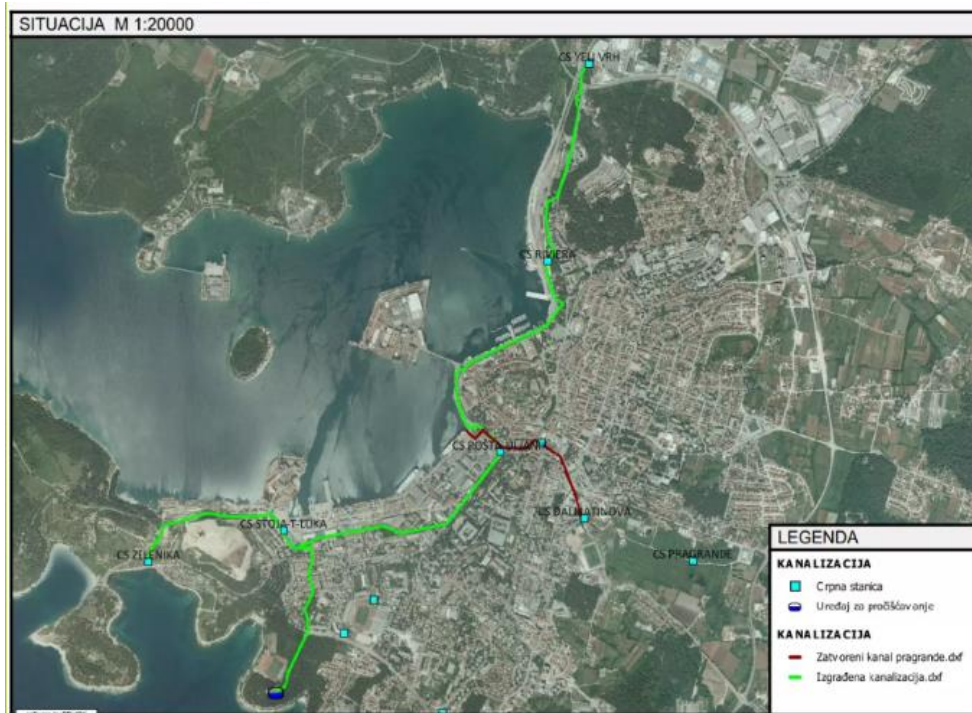 SITUACIJA M 1:20000
CS VELI VRH
CS RIVIERA
CS POŠTA
CS DALMATINOVA
CS STOJA-T-LUKA
CS ZELENIKA
CS PRAGRANDE
LEGENDA
KANALIZACIJA
Crpna stanica
Uređaj za pročišćavanje
KANALIZACIJA
Zatvoreni kanal pragrande.dxf
Izgrađena kanalizacija.dxf